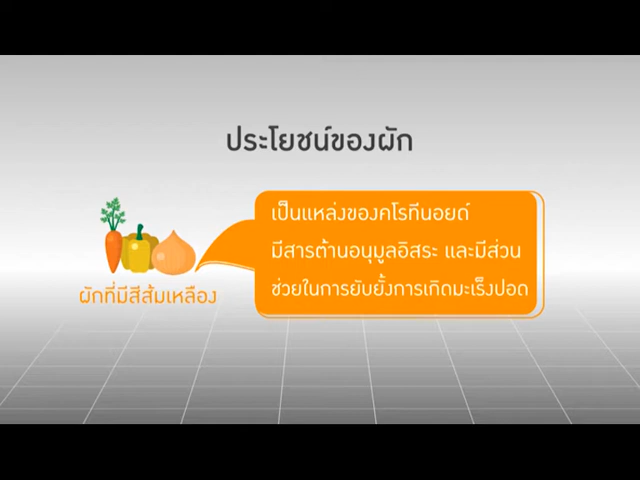 ประโยชน์ของผัก
เป็นแหล่งของคโรทีนอยด์
มีสารต้านอนุมูลอิสระ และมีส่วน
ช่วยในการยับยั้งการเกิดมะเร็งปอด
ผักที่มีสีส้มเหลือง